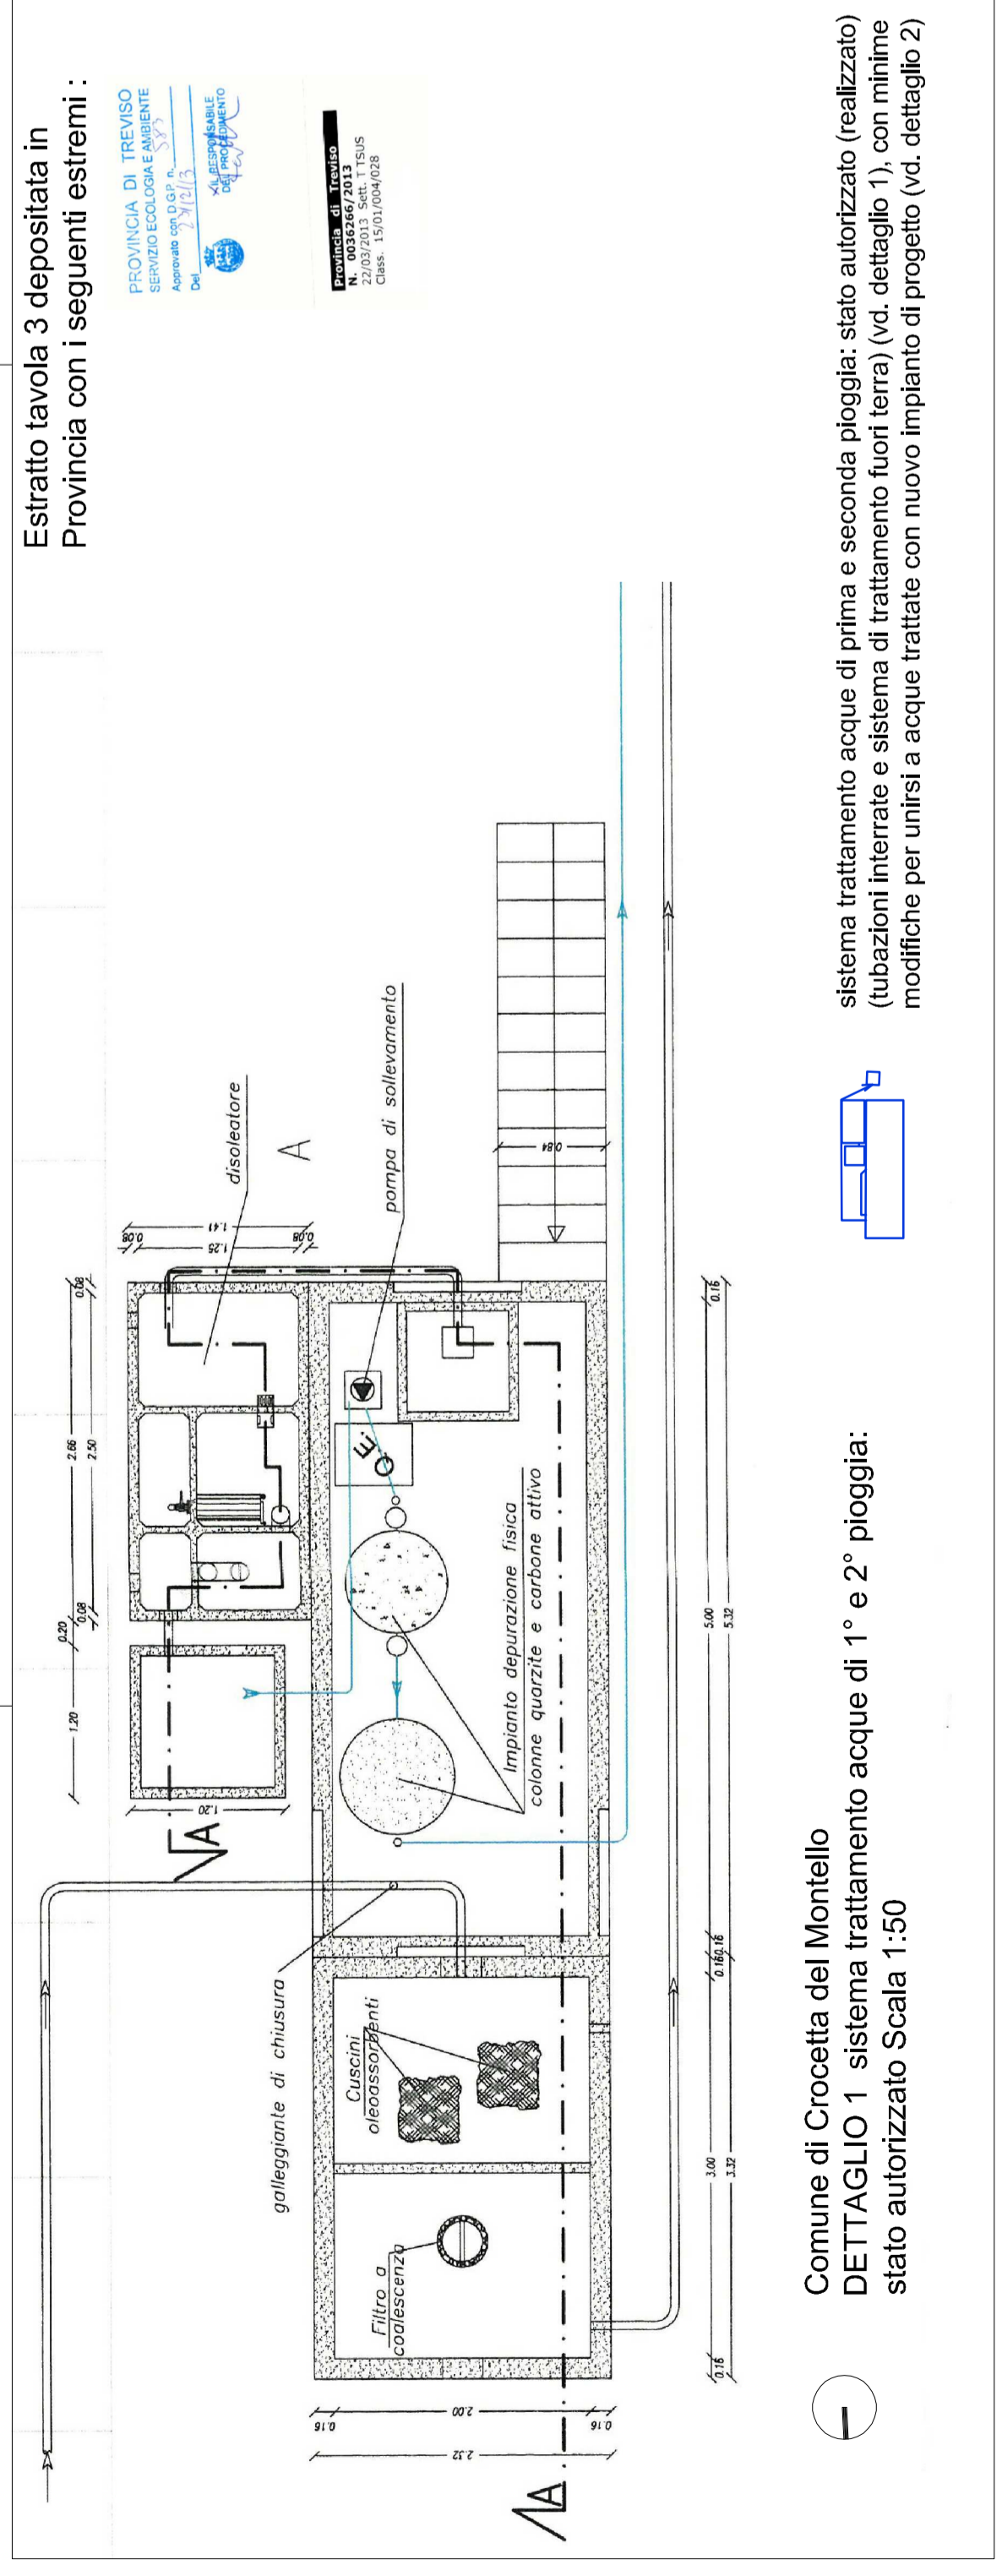 Estratto tavola 3 depositata in
Provincia con i seguenti estremi :
PROVINCIA DI TREVISO
SERVIZIO ECOLOGIA E AMBIENTE
Approvato con D.G.P. n. 583
Del 23/12/13
IL RESPONSABILE
DEL PROCEDIMENTO
Provincia di Treviso
N. 0036266/2013
22/03/2013 Sett. T TSUS
Class. 15/01/004/028
1.20
0.20
2.66
0.08
2.50
0.08
0.08
1.25
1.41
0.08
disoleatore
A
pompa di sollevamento
1.20
A
galleggiante di chiusura
E.
Impianto depurazione fisica
colonne quarzite e carbone attivo
0.84
Cuscini
oleoassorbenti
Filtro a
coalescenza
0.16
2.00
0.16
2.32
A
0.16
3.00
0.16
0.16
5.00
0.16
3.32
5.32
Comune di Crocetta del Montello
DETTAGLIO 1 sistema trattamento acque di 1° e 2° pioggia:
stato autorizzato Scala 1:50
sistema trattamento acque di prima e seconda pioggia: stato autorizzato (realizzato)
(tubazioni interrate e sistema di trattamento fuori terra) (vd. dettaglio 1), con minime
modifiche per unirsi a acque trattate con nuovo impianto di progetto (vd. dettaglio 2)